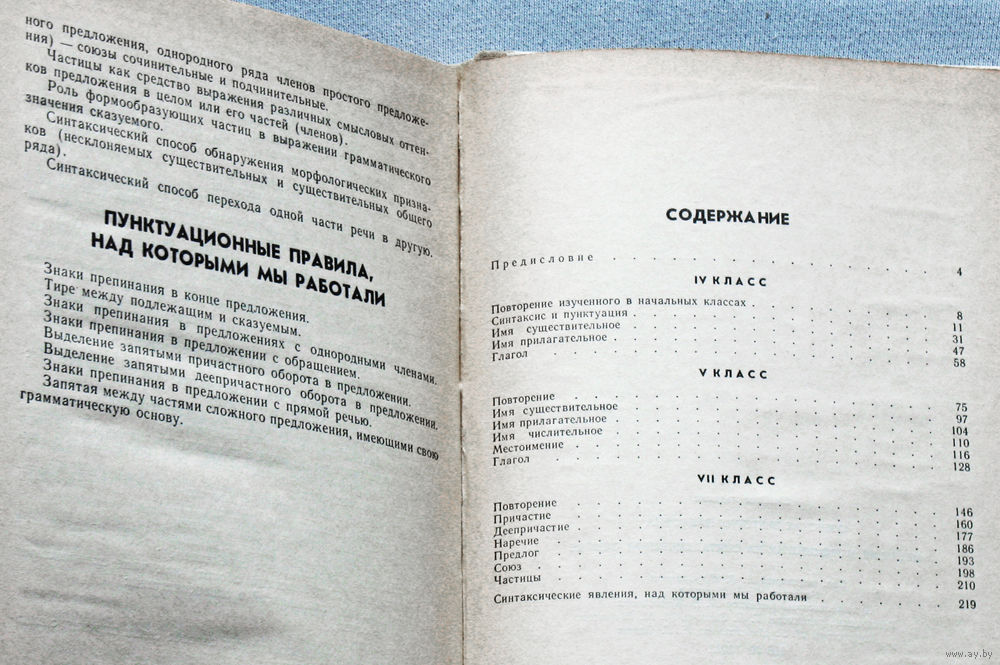 ного предложения, однородного ряда членов простого предложе-
ния) — союзы сочинительные и подчинительные.
Частицы как средство выражения различных смысловых оттен-
ков предложения в целом или его частей (членов).
Роль формообразующих частиц в выражении грамматического
значения сказуемого.
Синтаксический способ обнаружения морфологических призна-
ков (несклоняемых существительных и существительных общего
ряда).
Синтаксический способ перехода одной части речи в другую.
ПУНКТУАЦИОННЫЕ ПРАВИЛА,
НАД КОТОРЫМИ МЫ РАБОТАЛИ
Знаки препинания в конце предложения.
Тире между подлежащим и сказуемым.
Знаки препинания в предложениях с однородными членами.
Знаки препинания в предложении с обращением.
Выделение запятыми причастного оборота в предложении.
Выделение запятыми деепричастного оборота в предложении.
Знаки препинания в предложении с прямой речью.
Запятая между частями сложного предложения, имеющими свою
грамматическую основу.
СОДЕРЖАНИЕ
Предисловие 4
IV КЛАСС
Повторение изученного в начальных классах 8
Синтаксис и пунктуация 11
Имя существительное 31
Имя прилагательное 47
Глагол 58
V КЛАСС
Повторение 75
Имя существительное 97
Имя прилагательное 104
Имя числительное 110
Местоимение 116
Глагол 128
VII КЛАСС
Повторение 146
Причастие 160
Деепричастие 177
Наречие 186
Предлог 193
Союз 198
Частицы 210
Синтаксические явления, над которыми мы работали 219
www.ay.by